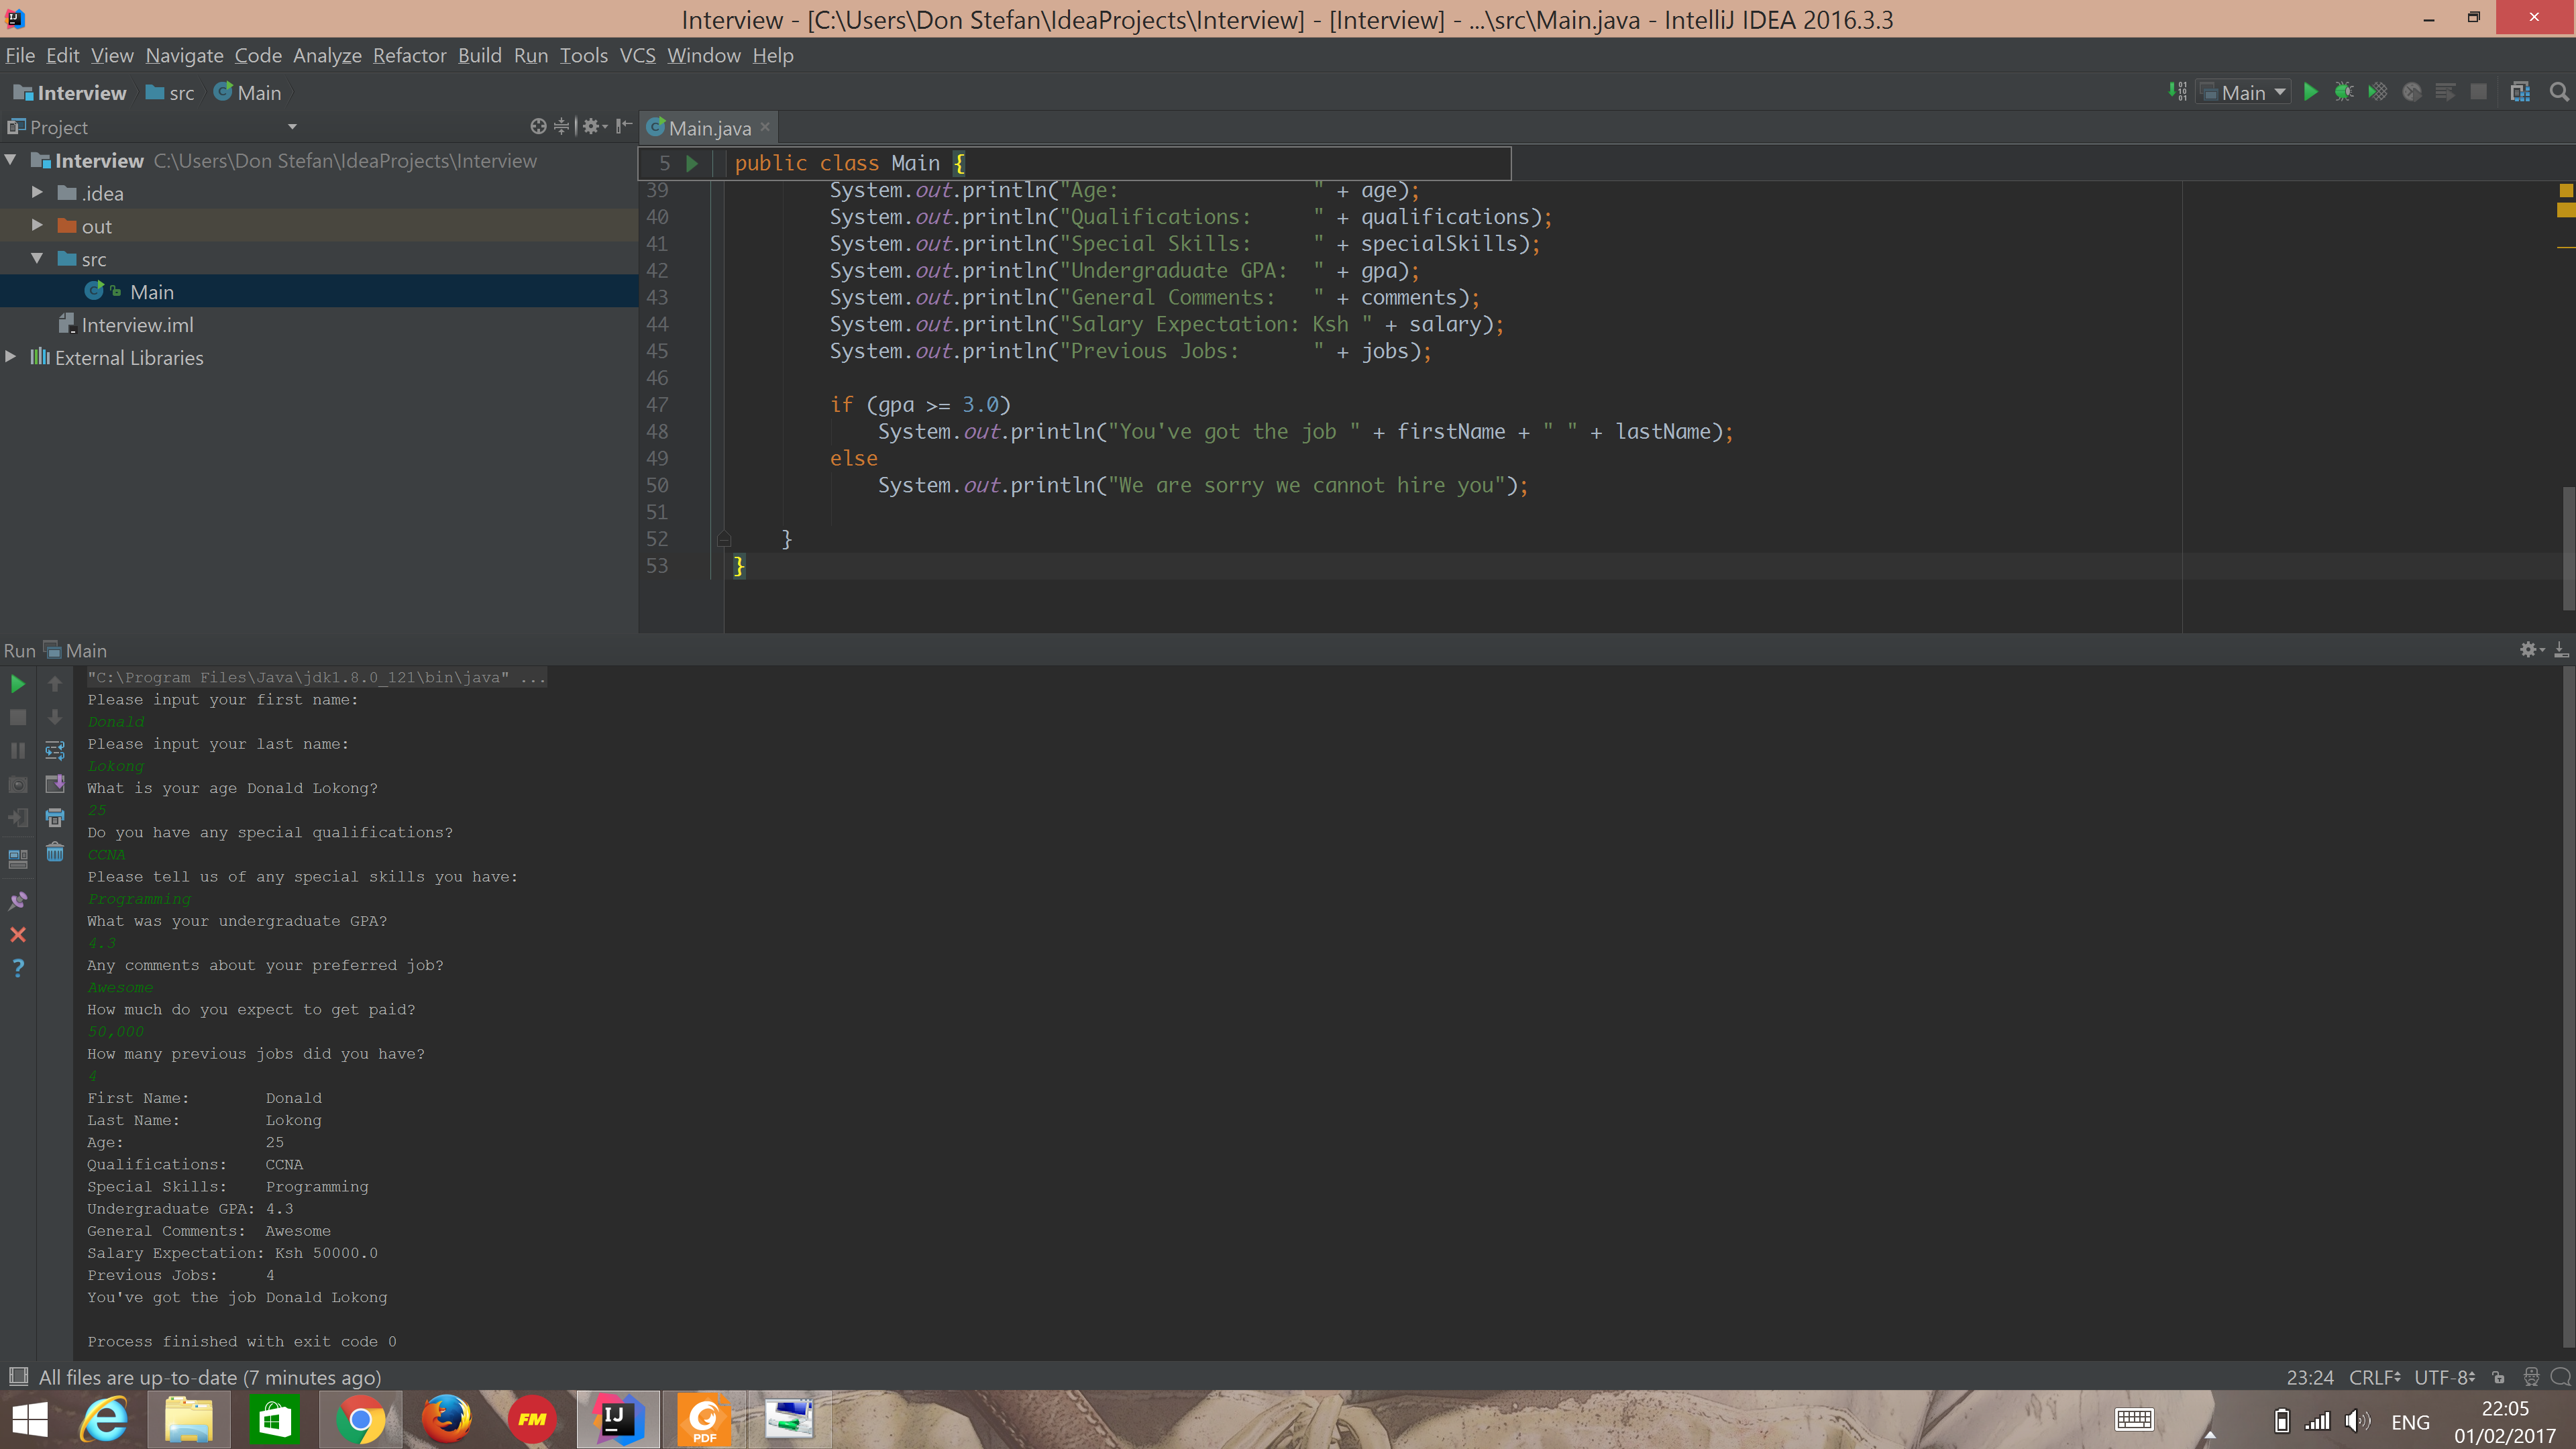 Interview - [C:\Users\Don Stefan\IdeaProjects\Interview] - [Interview] - ...\src\Main.java - IntelliJ IDEA 2016.3.3
File Edit View Navigate Code Analyze Refactor Build Run Tools VCS Window Help
Interview src Main
Main
Project
Main.java
Interview C:\Users\Don Stefan\IdeaProjects\Interview
.idea
out
src
Main
Interview.iml
External Libraries
5 public class Main {
39 System.out.println("Age:                " + age);
40 System.out.println("Qualifications:     " + qualifications);
41 System.out.println("Special Skills:     " + specialSkills);
42 System.out.println("Undergraduate GPA:  " + gpa);
43 System.out.println("General Comments:   " + comments);
44 System.out.println("Salary Expectation: Ksh " + salary);
45 System.out.println("Previous Jobs:      " + jobs);
46
47 if (gpa >= 3.0)
48 System.out.println("You've got the job " + firstName + " " + lastName);
49 else
50 System.out.println("We are sorry we cannot hire you");
51
52 }
53 }
Run Main
"C:\Program Files\Java\jdk1.8.0_121\bin\java" ...
Please input your first name:
Donald
Please input your last name:
Lokong
What is your age Donald Lokong?
25
Do you have any special qualifications?
CCNA
Please tell us of any special skills you have:
Programming
What was your undergraduate GPA?
4.3
Any comments about your preferred job?
Awesome
How much do you expect to get paid?
50,000
How many previous jobs did you have?
4
First Name:        Donald
Last Name:         Lokong
Age:               25
Qualifications:    CCNA
Special Skills:    Programming
Undergraduate GPA: 4.3
General Comments:  Awesome
Salary Expectation: Ksh 50000.0
Previous Jobs:     4
You've got the job Donald Lokong
Process finished with exit code 0
All files are up-to-date (7 minutes ago)
23:24 CRLF UTF-8
FM
IJ
PDF
ENG
22:05
01/02/2017